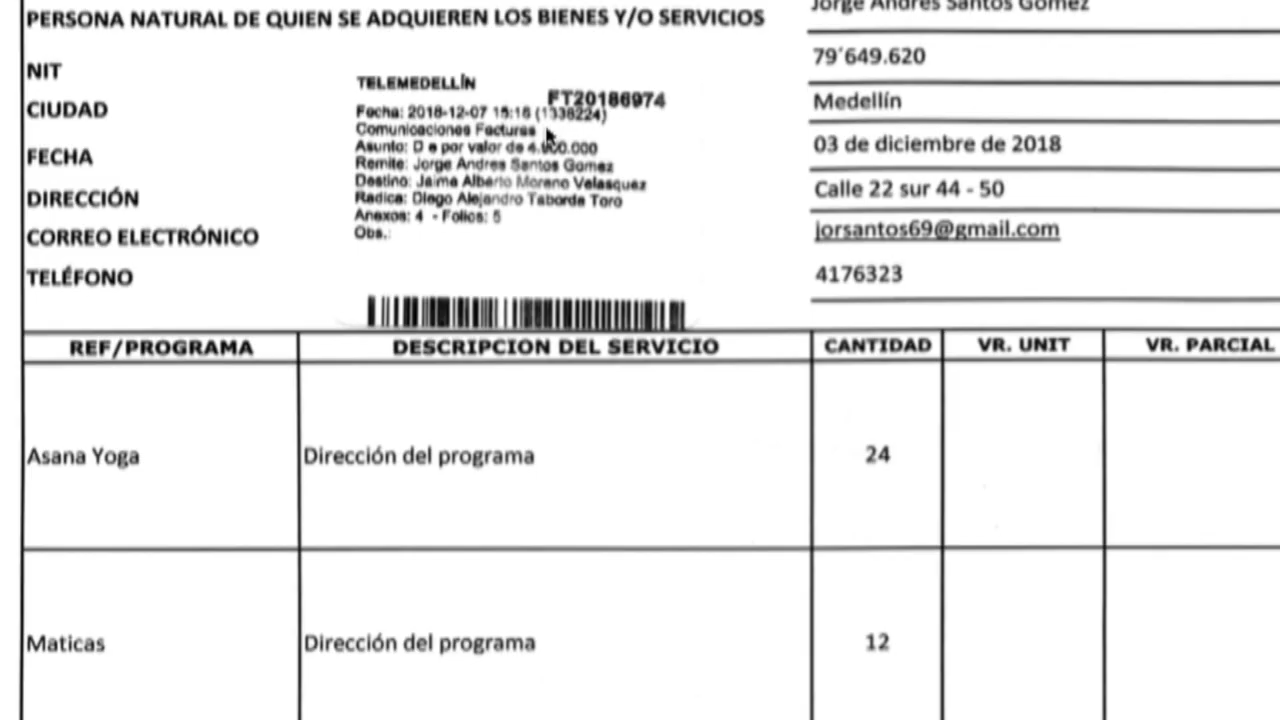 Jorge Andres Santos Gomez
PERSONA NATURAL DE QUIEN SE ADQUIEREN LOS BIENES Y/O SERVICIOS
NIT
79´649.620
TELEMEDELLÍN
FT20186974
CIUDAD
Medellín
Fecha: 2018-12-07 15:16 (1338224)
Comunicaciones Facturas
Asunto: D e por valor de
Remite: Jorge Andres Santos Gomez
Destino: Jaime Alberto Moreno Velasquez
Radica: Diego Alejandro Taborda Toro
Anexos: 4 - Folios: 5
Obs.:
FECHA
03 de diciembre de 2018
DIRECCIÓN
Calle 22 sur 44 - 50
CORREO ELECTRÓNICO
jorsantos69@gmail.com
TELÉFONO
4176323
REF/PROGRAMA DESCRIPCION DEL SERVICIO CANTIDAD VR. UNIT VR. PARCIAL
Asana Yoga Dirección del programa 24
Maticas Dirección del programa 12